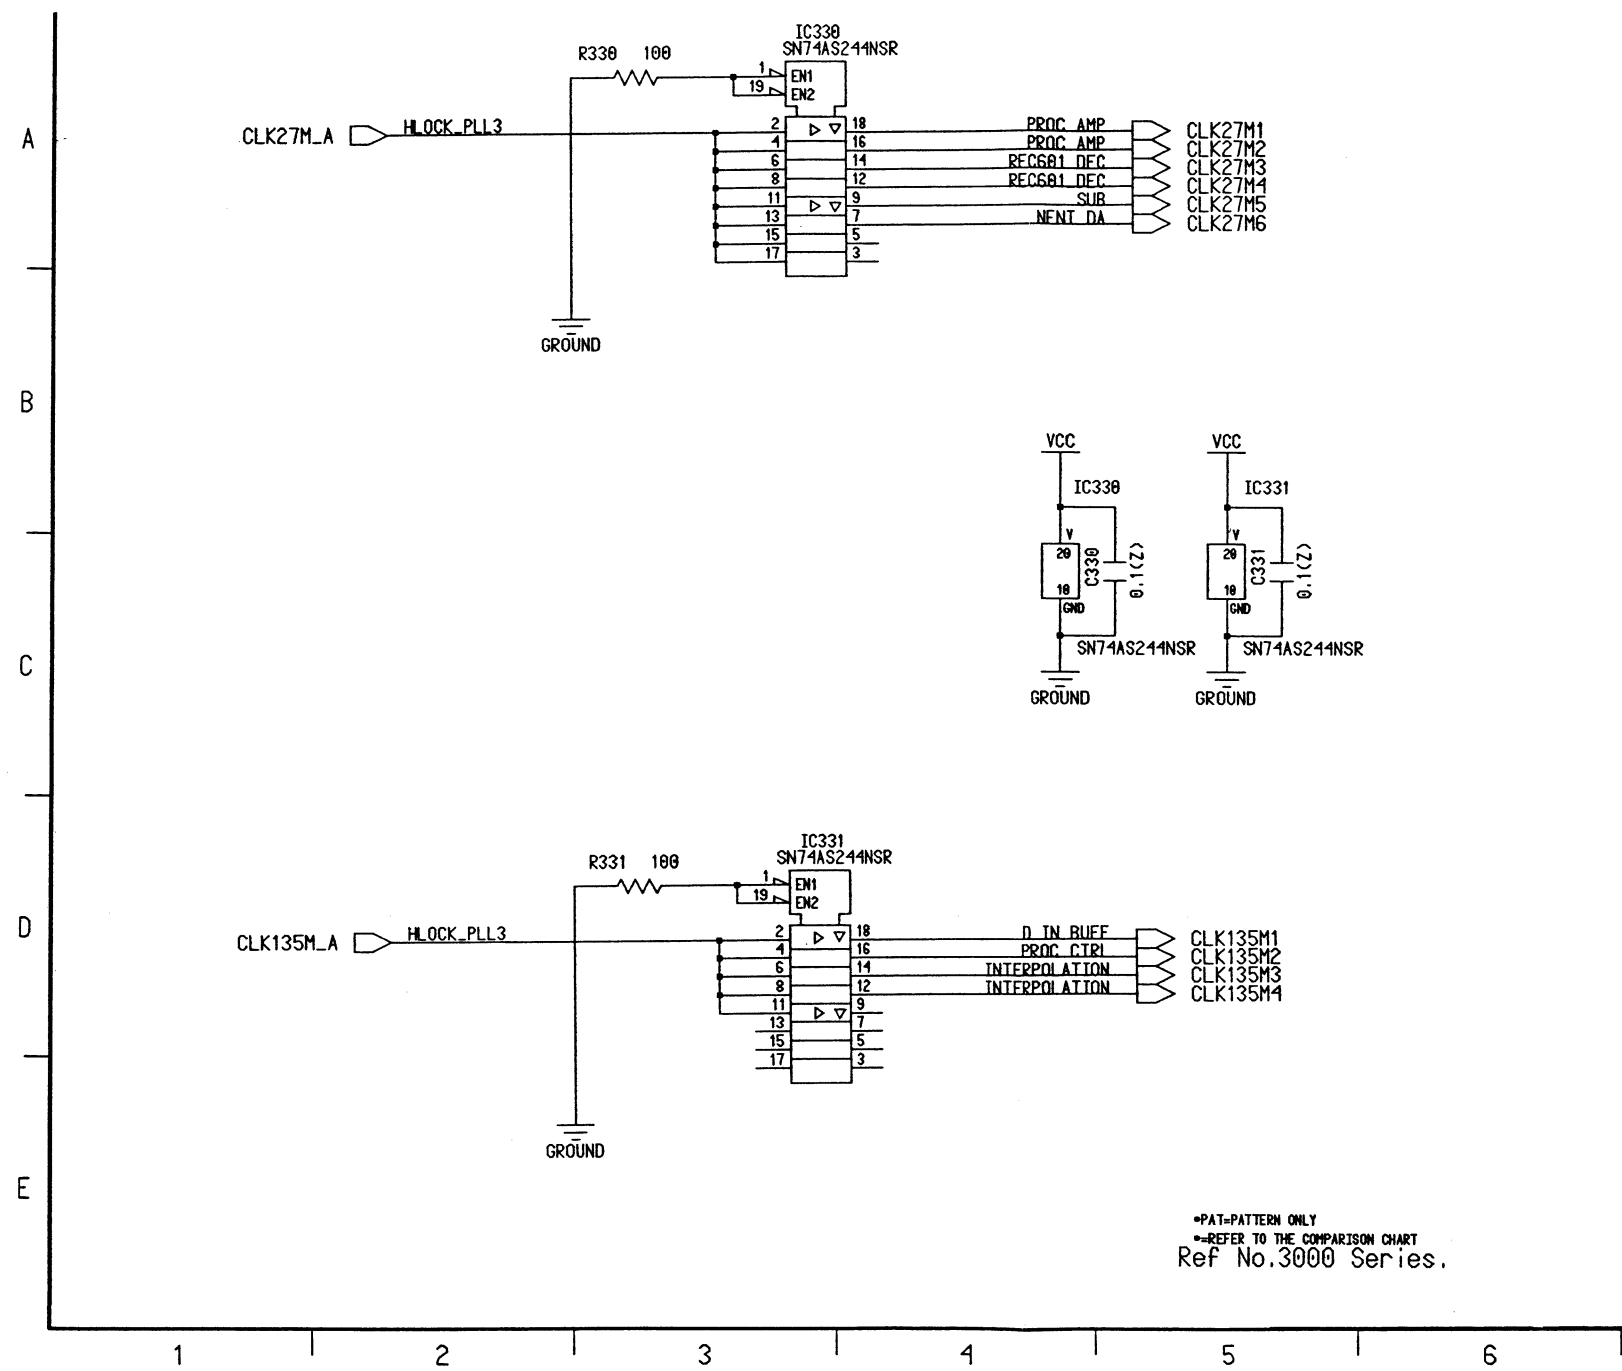 IC330
SN74AS244NSR
R330 100
1 EN1
19 EN2
A
CLK27M_A HLOCK_PLL3
2 18 PROC AMP CLK27M1
4 16 PROC AMP CLK27M2
6 14 REC601 DEC CLK27M3
8 12 REC601 DEC CLK27M4
11 9 SUB CLK27M5
13 7 CLK27M6
15 5
17 3
GROUND
B
VCC VCC
IC330 IC331
V V
20 20
C330 0.1(Z) C331 0.1(Z)
10 10
GND GND
SN74AS244NSR SN74AS244NSR
C
GROUND GROUND
IC331
SN74AS244NSR
R331 100
1 EN1
19 EN2
D
CLK135M_A HLOCK_PLL3
2 18 D IN BUFF CLK135M1
4 16 PROC CTRL CLK135M2
6 14 INTERPOLATION CLK135M3
8 12 INTERPOLATION CLK135M4
11 9
13 7
15 5
17 3
GROUND
E
*PAT=PATTERN ONLY
*=REFER TO THE COMPARISON CHART
Ref No.3000 Series.
1 2 3 4 5 6